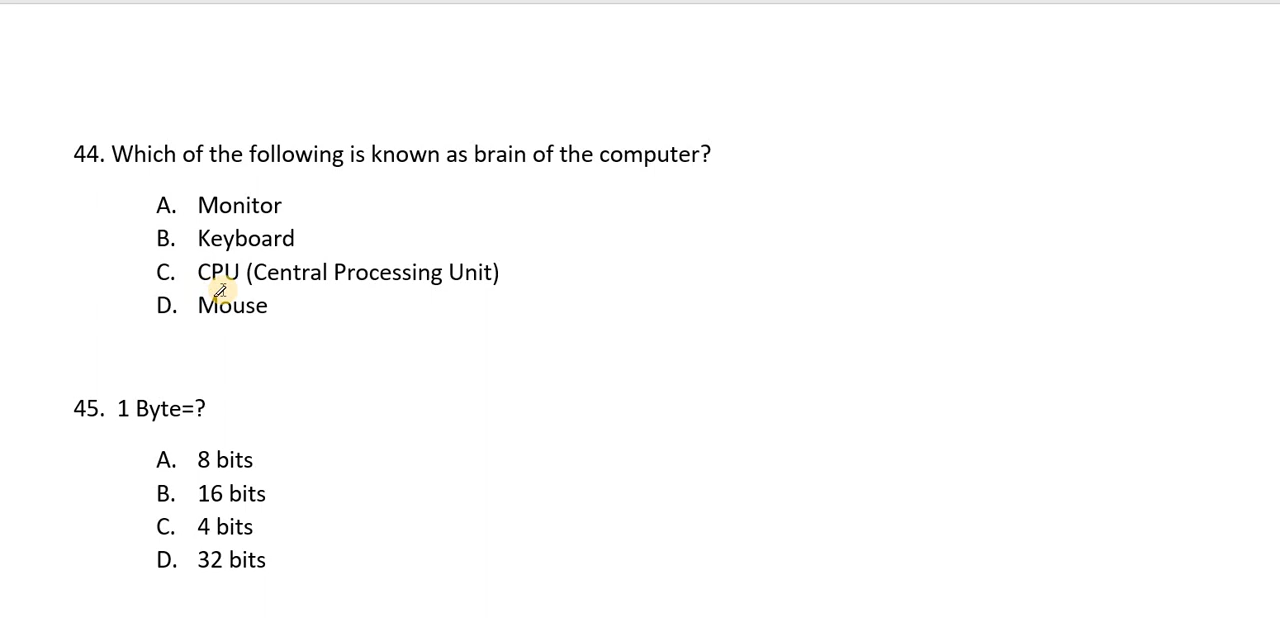 44. Which of the following is known as brain of the computer?
A. Monitor
B. Keyboard
C. CPU (Central Processing Unit)
D. Mouse
45. 1 Byte=?
A. 8 bits
B. 16 bits
C. 4 bits
D. 32 bits